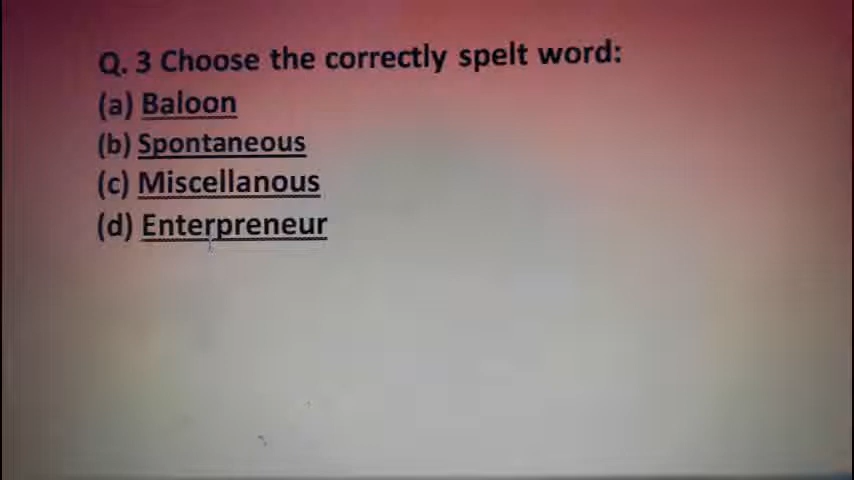 Q. 3 Choose the correctly spelt word:
(a) Baloon
(b) Spontaneous
(c) Miscellanous
(d) Enterpreneur